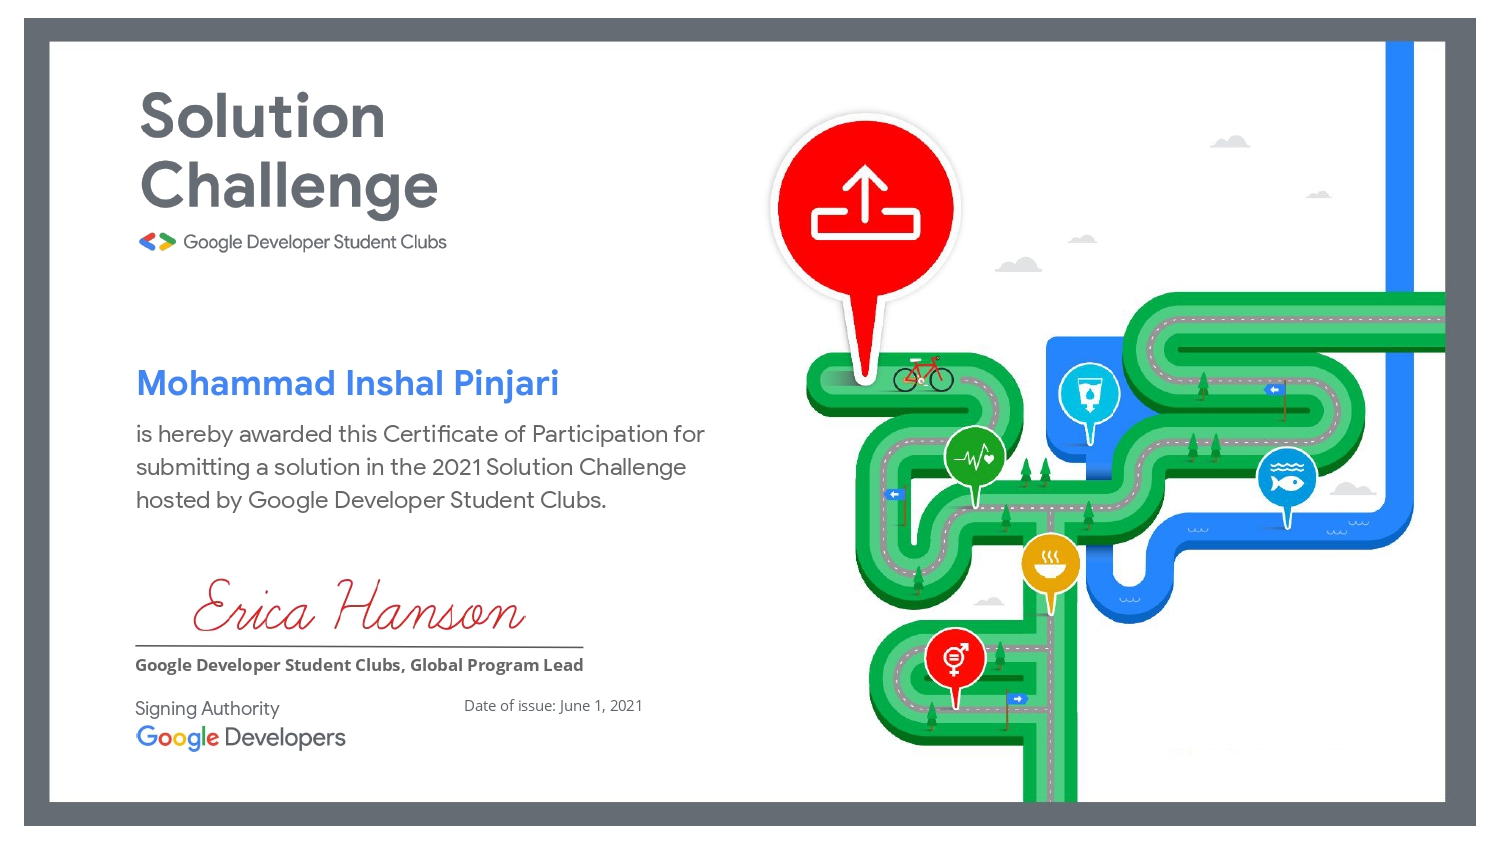 Solution
Challenge
Google Developer Student Clubs
Mohammad Inshal Pinjari
is hereby awarded this Certificate of Participation for
submitting a solution in the 2021 Solution Challenge
hosted by Google Developer Student Clubs.
Erica Hanson
Google Developer Student Clubs, Global Program Lead
Signing Authority
Date of issue: June 1, 2021
Google Developers